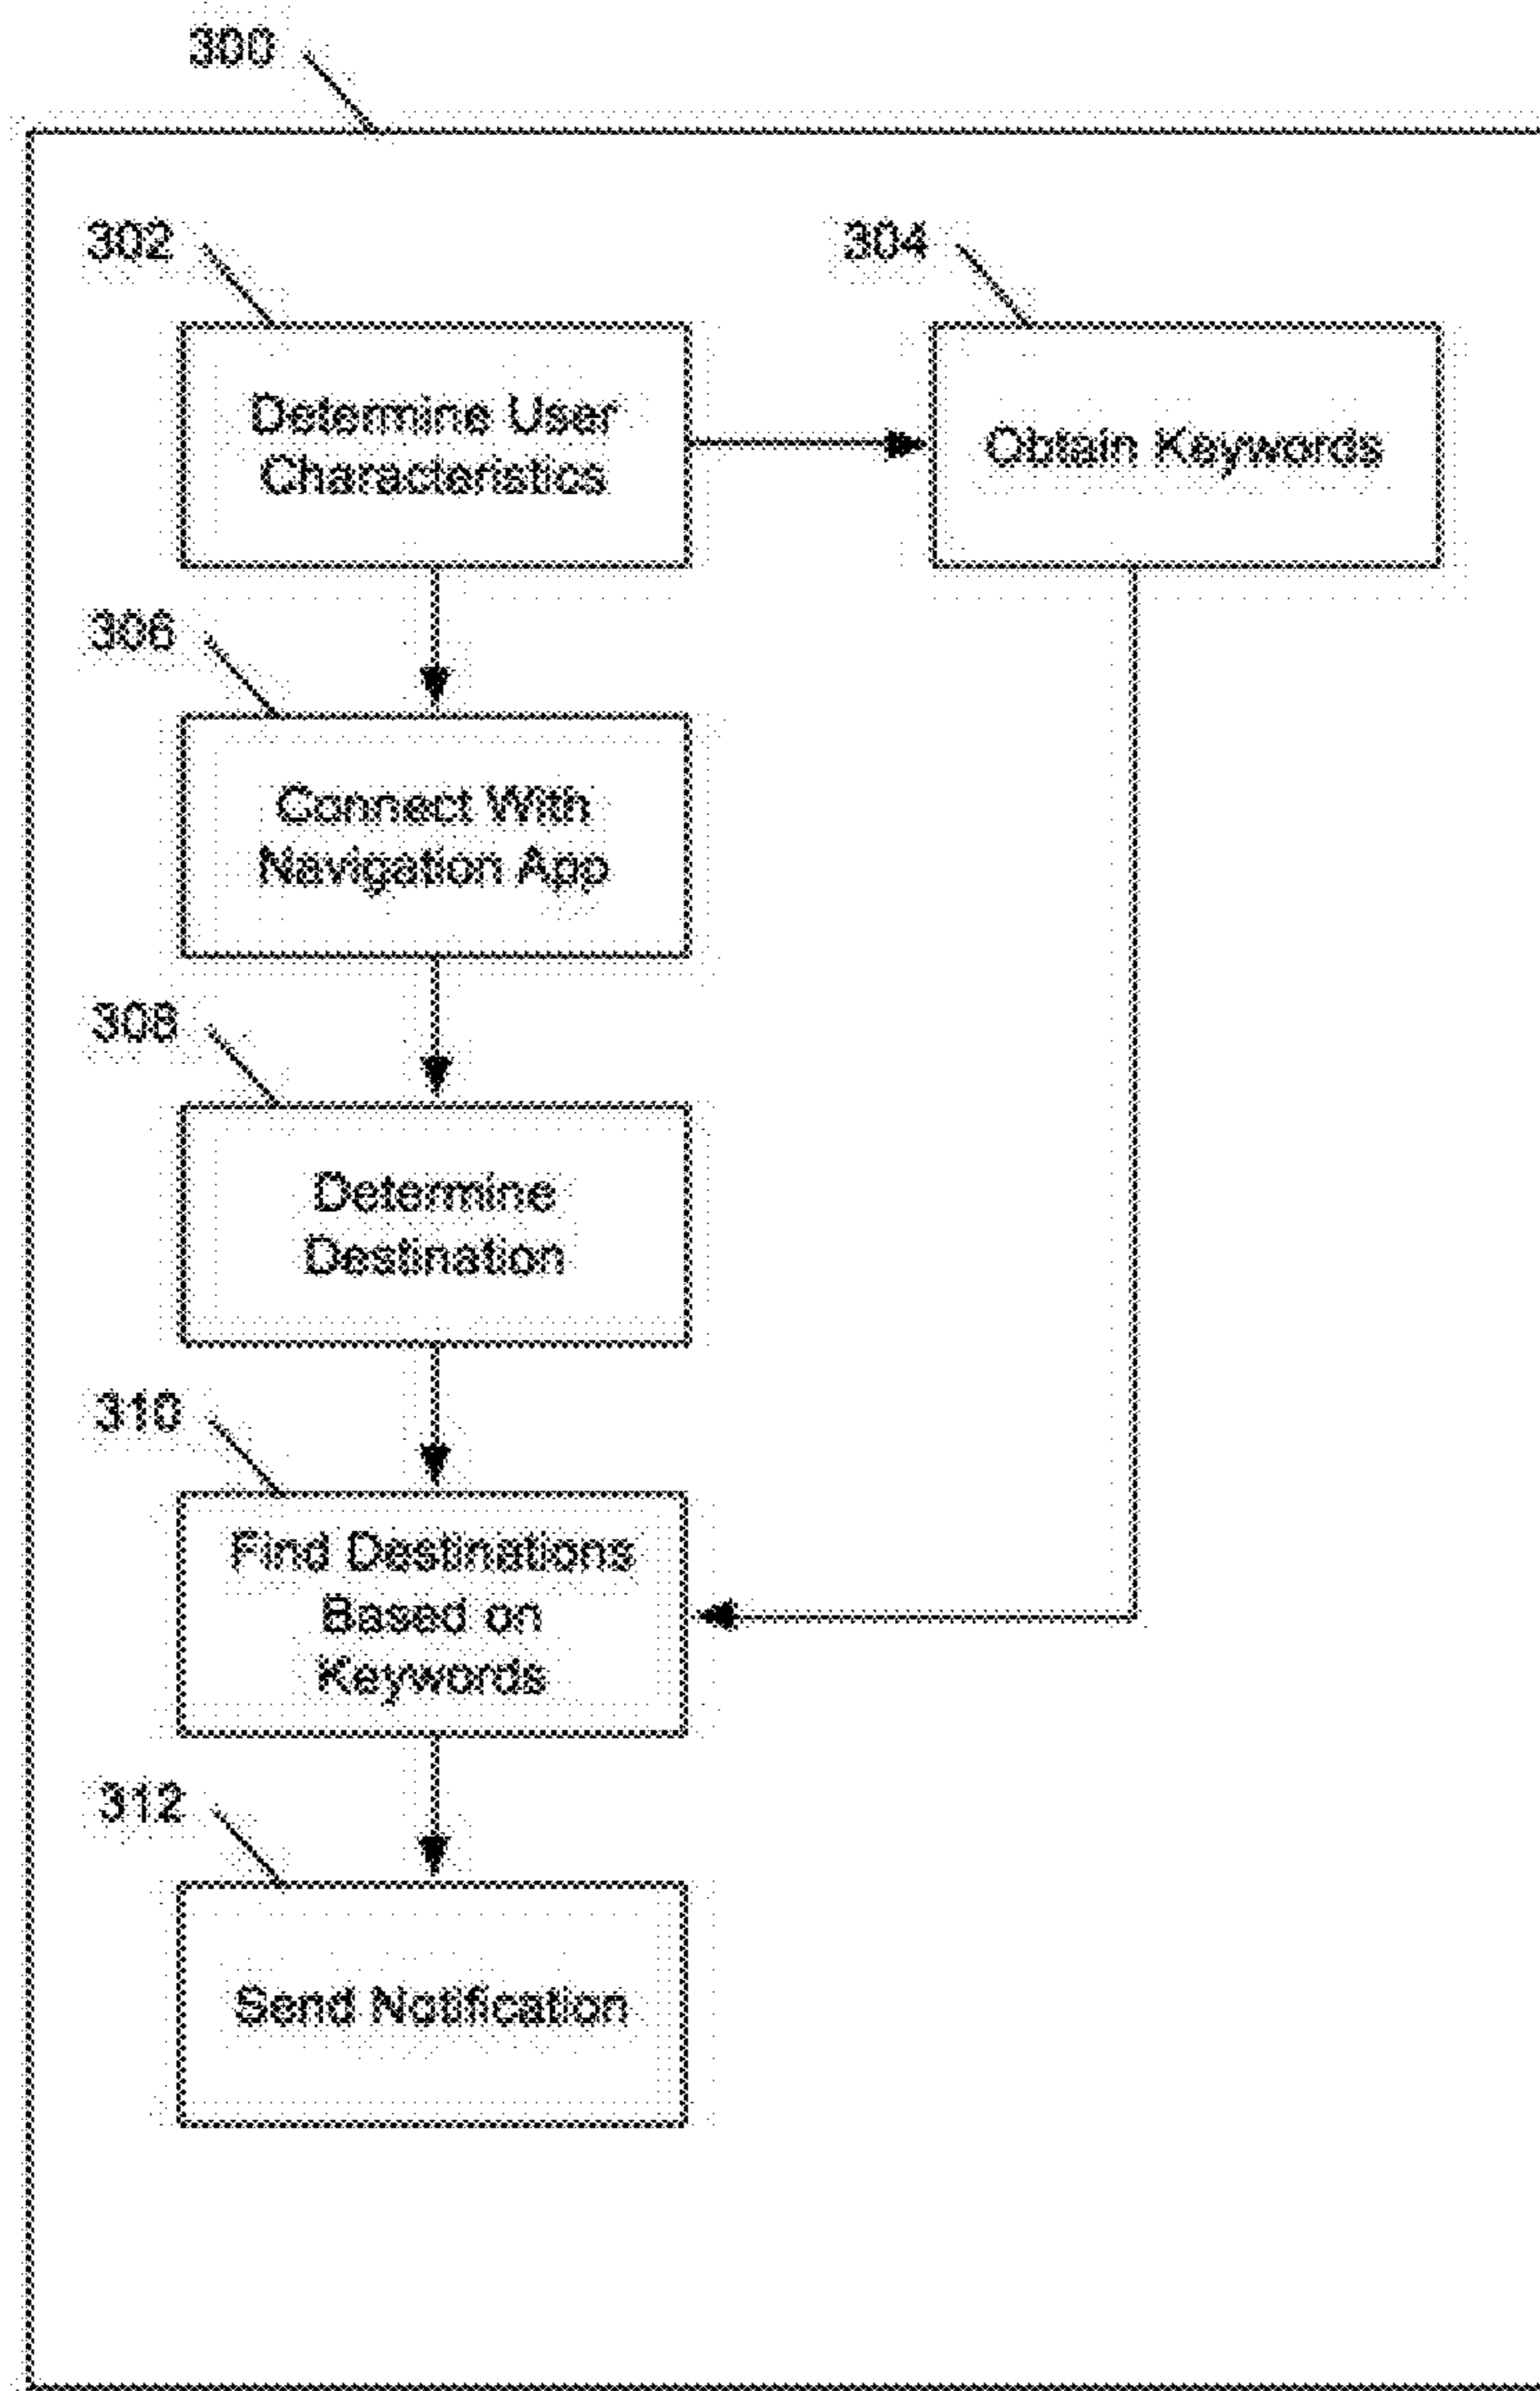 300
302
304
Determine User
Characteristics
Obtain Keywords
306
Connect With
Navigation App
308
Determine
Destination
310
Find Destinations
Based on
Keywords
312
Send Notification